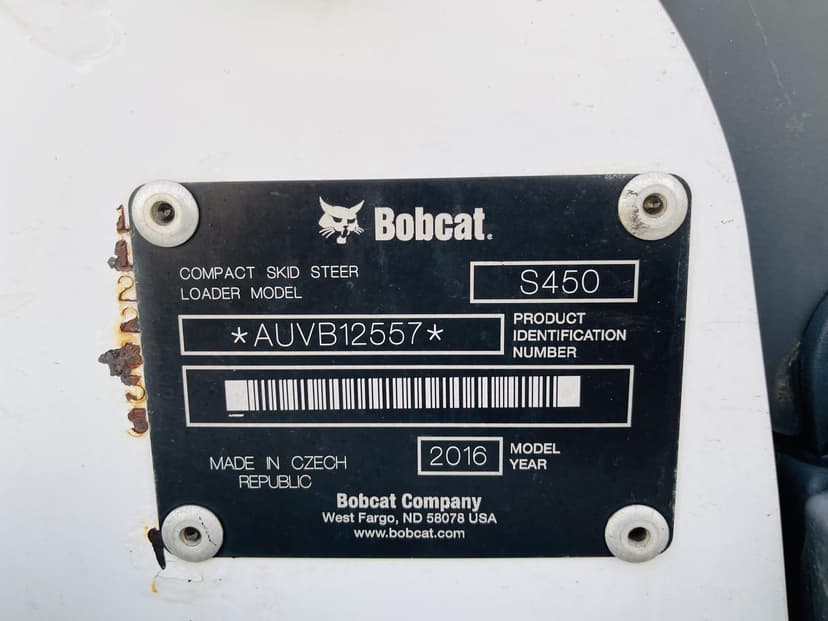 Bobcat.
COMPACT SKID STEER
LOADER MODEL
S450
*AUVB12557*
PRODUCT
IDENTIFICATION
NUMBER
2016
MODEL
YEAR
MADE IN CZECH
REPUBLIC
Bobcat Company
West Fargo, ND 58078 USA
www.bobcat.com